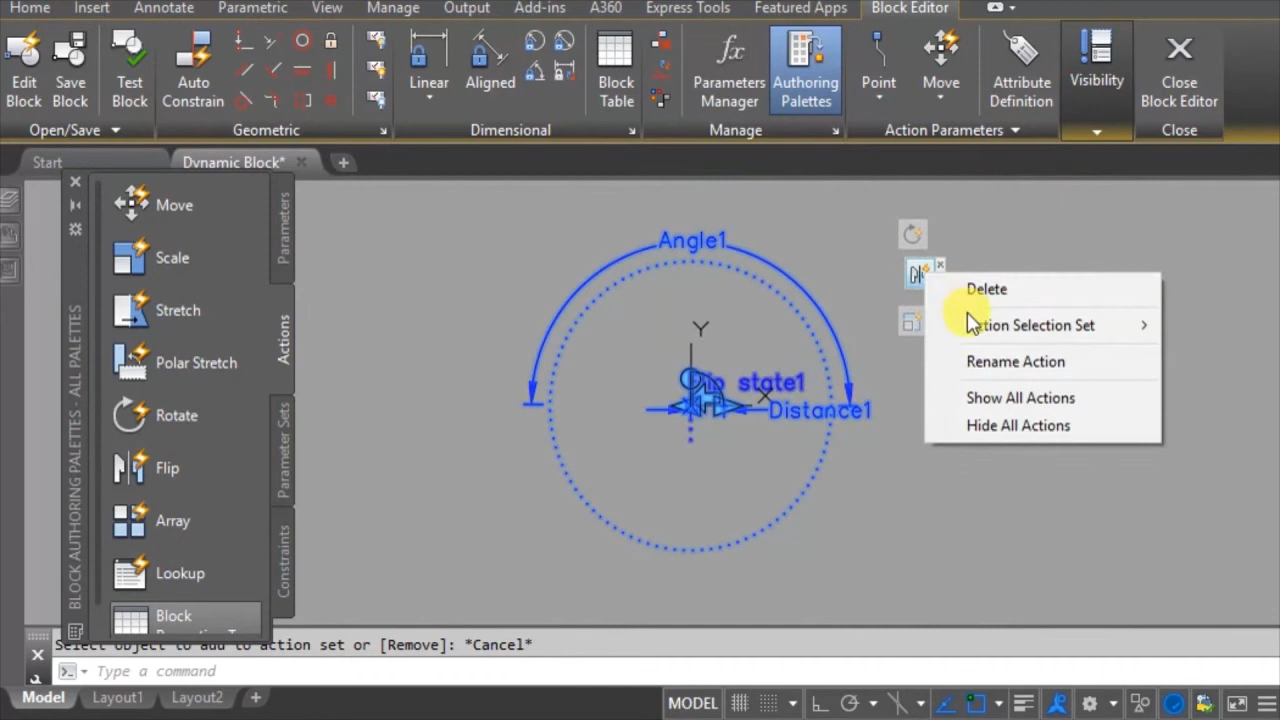 Home Insert Annotate Parametric View Manage Output Add-ins A360 Express Tools Featured Apps Block Editor
Edit Block
Save Block
Test Block
Auto Constrain
Linear
Aligned
Block Table
fx
Parameters Manager
Authoring Palettes
Point
Move
Attribute Definition
Visibility
Close Block Editor
Open/Save
Geometric
Dimensional
Manage
Action Parameters
Close
Start
Dynamic Block*
Move
Scale
Stretch
Polar Stretch
Rotate
Flip
Array
Lookup
Block
Parameters
Actions
Parameter Sets
Constraints
BLOCK AUTHORING PALETTES - ALL PALETTES
Angle1
Y
state1
X
Distance1
Delete
Action Selection Set
Rename Action
Show All Actions
Hide All Actions
Select object to add to action set or [Remove]: *Cancel*
Type a command
Model Layout1 Layout2
MODEL